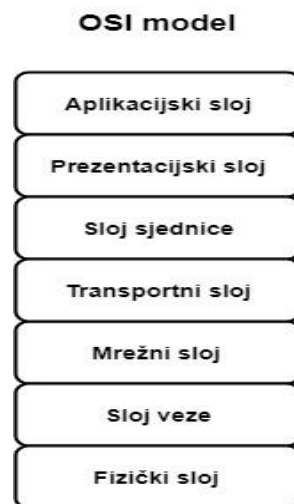 OSI model
Aplikacijski sloj
Prezentacijski sloj
Sloj sjednice
Transportni sloj
Mrežni sloj
Sloj veze
Fizički sloj